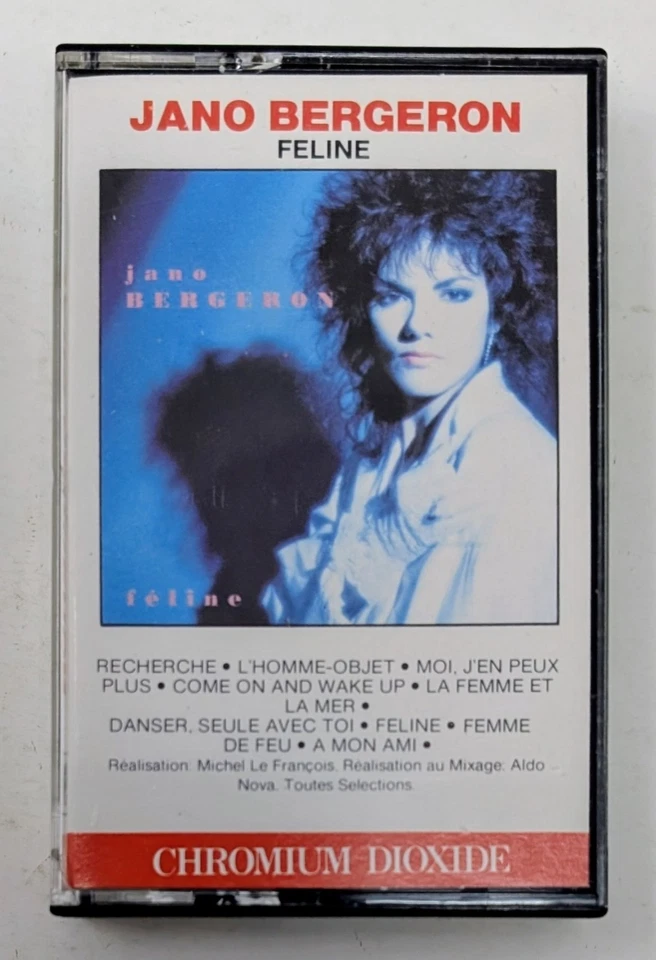 JANO BERGERON
FELINE
jano
BERGERON
féline
RECHERCHE • L'HOMME-OBJET • MOI, J'EN PEUX
PLUS • COME ON AND WAKE UP • LA FEMME ET
LA MER •
DANSER, SEULE AVEC TOI • FELINE • FEMME
DE FEU • A MON AMI •
Réalisation: Michel Le François. Réalisation au Mixage: Aldo
Nova. Toutes Selections.
CHROMIUM DIOXIDE